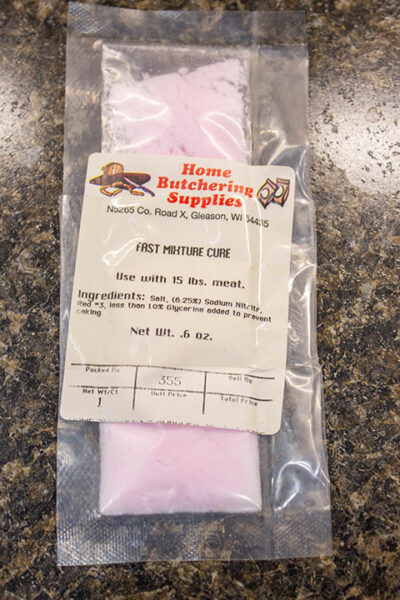 Home
Butchering
Supplies
N5265 Co. Road X, Gleason, WI 54435
FAST MIXTURE CURE
Use with 15 lbs. meat.
Ingredients: Salt, (6.25%) Sodium Nitrite,
Red #3, less than 1.0% Glycerine added to prevent
caking.
Net Wt. .6 oz.
Packed On
355
Sell By
Net Wt/Ct
1
Unit Price
Total Price